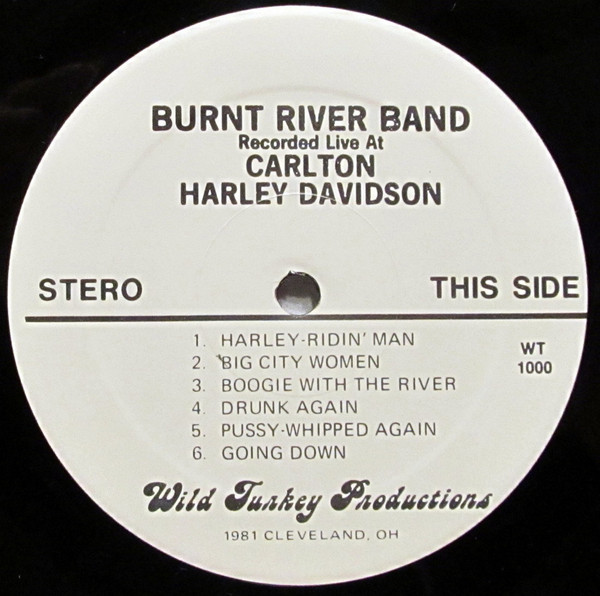 BURNT RIVER BAND
Recorded Live At
CARLTON
HARLEY DAVIDSON
STERO
THIS SIDE
1. HARLEY-RIDIN' MAN
2. BIG CITY WOMEN
3. BOOGIE WITH THE RIVER
4. DRUNK AGAIN
5. PUSSY-WHIPPED AGAIN
6. GOING DOWN
WT
1000
Wild Turkey Productions
1981 CLEVELAND, OH